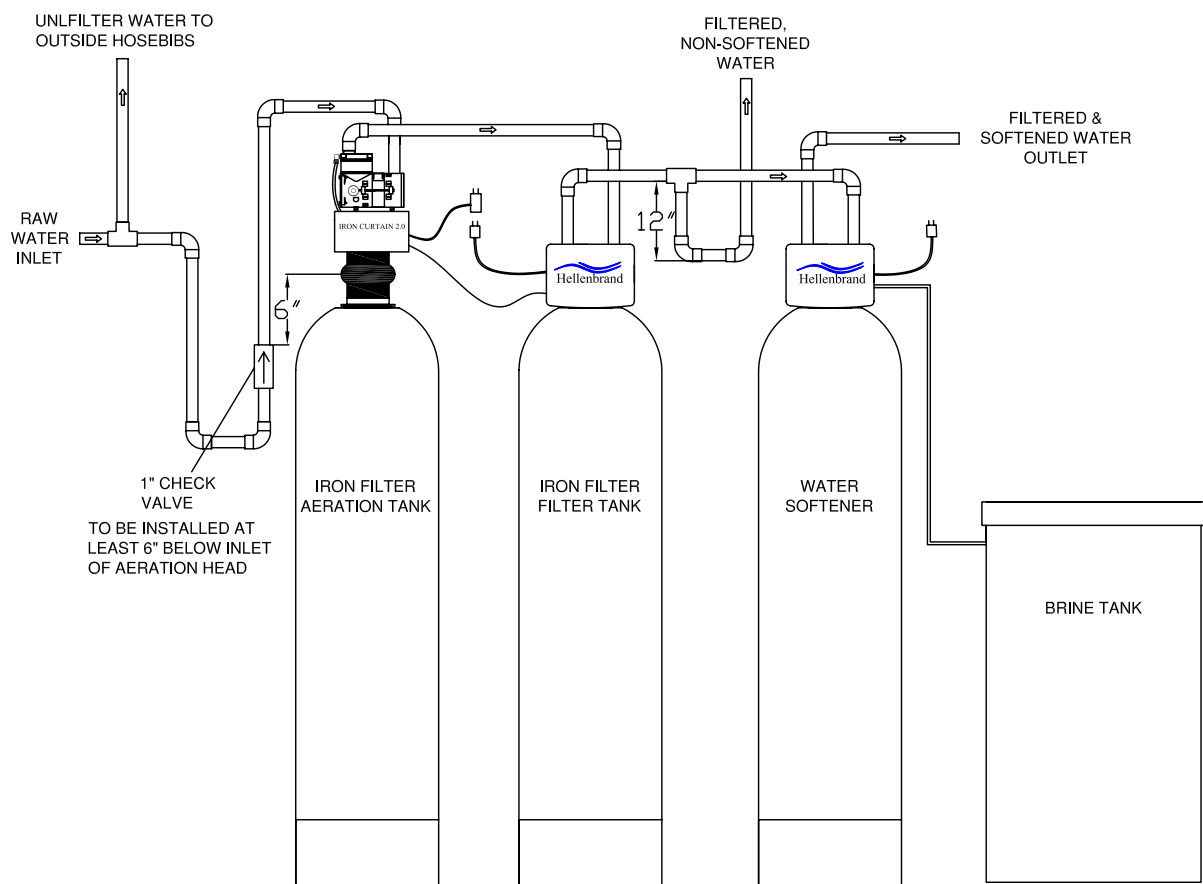 UNLFILTER WATER TO
OUTSIDE HOSEBIBS
FILTERED,
NON-SOFTENED
WATER
FILTERED &
SOFTENED WATER
OUTLET
RAW
WATER
INLET
IRON CURTAIN 2.0
12"
Hellenbrand
Hellenbrand
6"
1" CHECK
VALVE
TO BE INSTALLED AT
LEAST 6" BELOW INLET
OF AERATION HEAD
IRON FILTER
AERATION TANK
IRON FILTER
FILTER TANK
WATER
SOFTENER
BRINE TANK